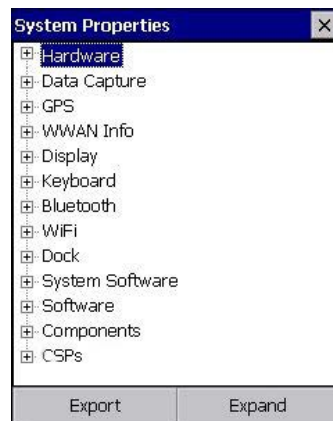 System Properties
Hardware
Data Capture
GPS
WWAN Info
Display
Keyboard
Bluetooth
WiFi
Dock
System Software
Software
Components
CSPs
Export Expand